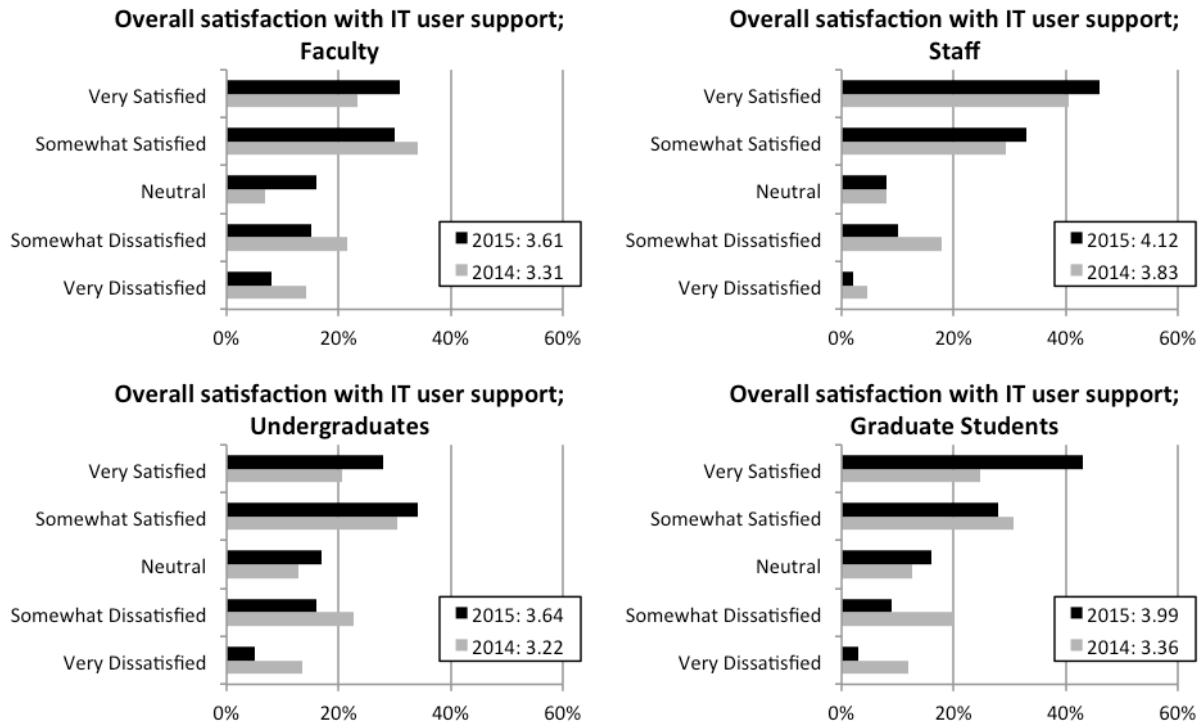 Overall satisfaction with IT user support;
Faculty
Very Satisfied
Somewhat Satisfied
Neutral
Somewhat Dissatisfied
Very Dissatisfied
2015: 3.61
2014: 3.31
0%
20%
40%
60%
Overall satisfaction with IT user support;
Staff
Very Satisfied
Somewhat Satisfied
Neutral
Somewhat Dissatisfied
Very Dissatisfied
2015: 4.12
2014: 3.83
0%
20%
40%
60%
Overall satisfaction with IT user support;
Undergraduates
Very Satisfied
Somewhat Satisfied
Neutral
Somewhat Dissatisfied
Very Dissatisfied
2015: 3.64
2014: 3.22
0%
20%
40%
60%
Overall satisfaction with IT user support;
Graduate Students
Very Satisfied
Somewhat Satisfied
Neutral
Somewhat Dissatisfied
Very Dissatisfied
2015: 3.99
2014: 3.36
0%
20%
40%
60%